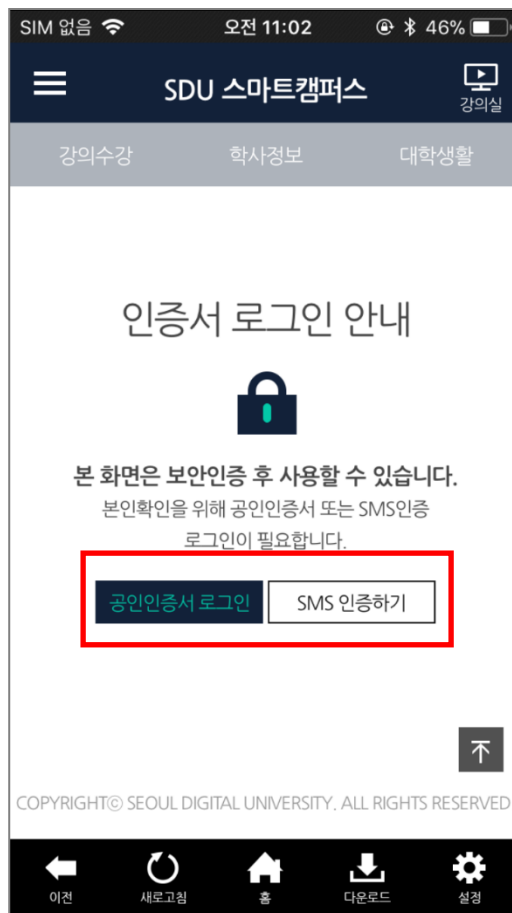 SIM 없음 오전 11:02 46%
SDU 스마트캠퍼스
강의실
강의수강 학사정보 대학생활
인증서 로그인 안내
본 화면은 보안인증 후 사용할 수 있습니다.
본인확인을 위해 공인인증서 또는 SMS인증
로그인이 필요합니다.
공인인증서 로그인 SMS 인증하기
COPYRIGHTⓒ SEOUL DIGITAL UNIVERSITY. ALL RIGHTS RESERVED
이전 새로고침 홈 다운로드 설정